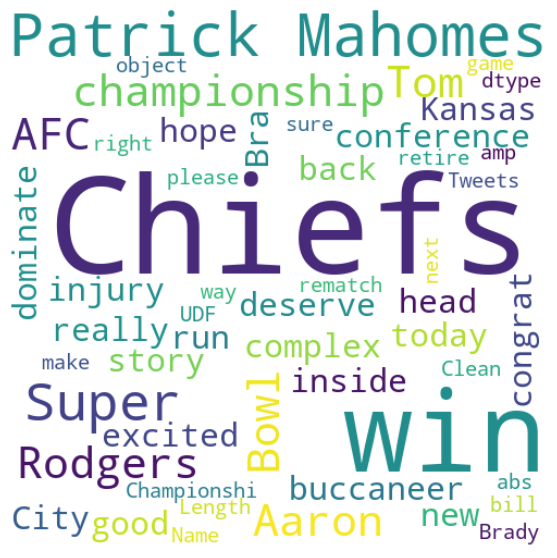 Patrick Mahomes
object
game
championship
Tom
dtype
Kansas
AFC
hope
Bra
sure
conference
right
back
retire
amp
please
Tweets
dominate
Chiefs
next
injury
way
rematch
congrat
UDF
deserve
head
really
run
today
make
story
complex
Clean
inside
Super
Bowl
win
excited
Rodgers
Championshi
buccaneer
abs
City
good
Length
Name
Aaron
new
bill
Brady